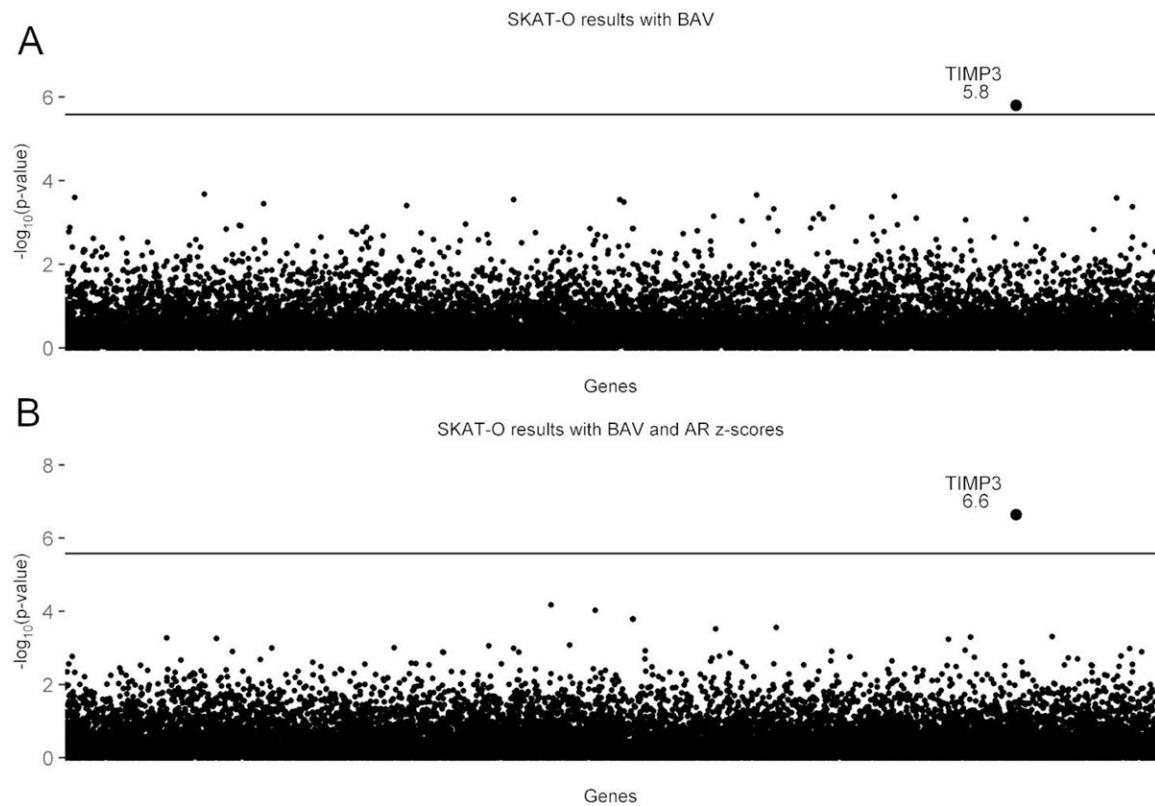 A
SKAT-O results with BAV
TIMP3
5.8
6
4
2
0
-log10(p-value)
Genes
B
SKAT-O results with BAV and AR z-scores
TIMP3
6.6
8
6
4
2
0
-log10(p-value)
Genes